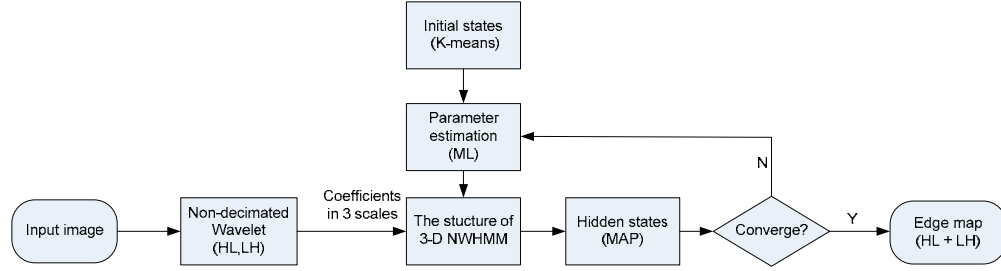 Initial states
(K-means)
Parameter
estimation
(ML)
N
Coefficients
in 3 scales
Input image
Non-decimated
Wavelet
(HL,LH)
The stucture of
3-D NWHMM
Hidden states
(MAP)
Converge?
Y
Edge map
(HL + LH)